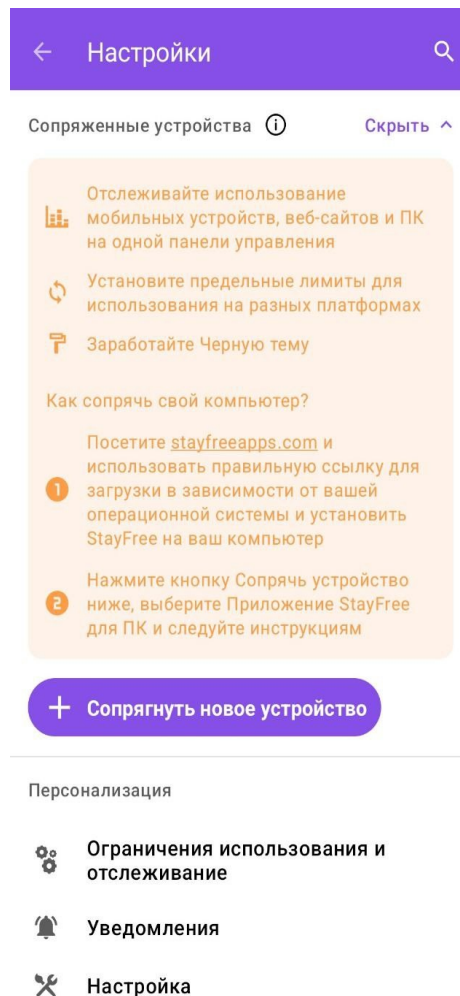 Настройки
Сопряженные устройства
Скрыть
Отслеживайте использование
мобильных устройств, веб-сайтов и ПК
на одной панели управления
Установите предельные лимиты для
использования на разных платформах
Заработайте Черную тему
Как сопрячь свой компьютер?
Посетите stayfreeapps.com и
использовать правильную ссылку для
1 загрузки в зависимости от вашей
операционной системы и установить
StayFree на ваш компьютер
Нажмите кнопку Сопрячь устройство
2 ниже, выберите Приложение StayFree
для ПК и следуйте инструкциям
+ Сопрягнуть новое устройство
Персонализация
Ограничения использования и
отслеживание
Уведомления
Настройка